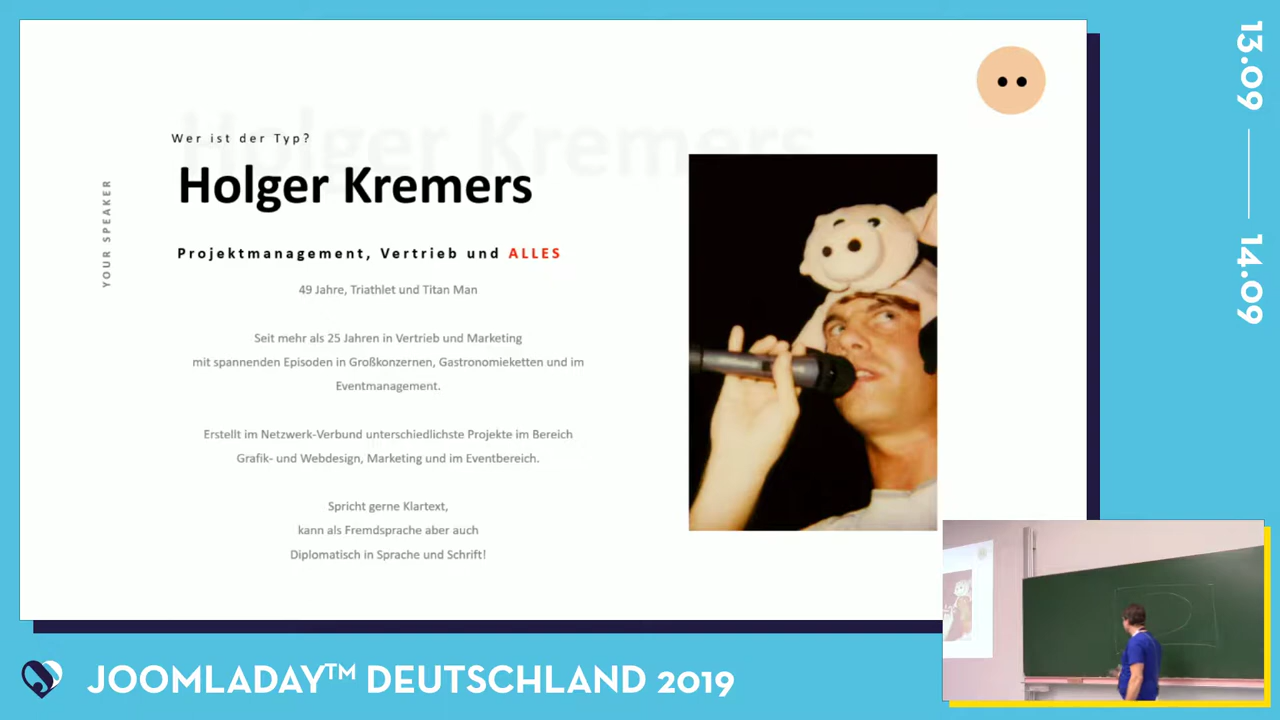 Wer ist der Typ?
Holger Kremers
Holger Kremers
YOUR SPEAKER
Projektmanagement, Vertrieb und ALLES
49 Jahre, Triathlet und Titan Man
Seit mehr als 25 Jahren in Vertrieb und Marketing
mit spannenden Episoden in Großkonzernen, Gastronomieketten und im
Eventmanagement.
Erstellt im Netzwerk-Verbund unterschiedlichste Projekte im Bereich
Grafik- und Webdesign, Marketing und im Eventbereich.
Spricht gerne Klartext,
kann als Fremdsprache aber auch
Diplomatisch in Sprache und Schrift!
13.09
14.09
JOOMLADAY™ DEUTSCHLAND 2019